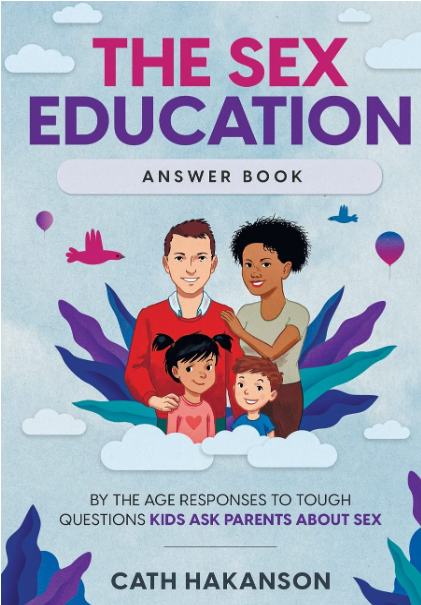 THE SEX
EDUCATION
ANSWER BOOK
BY THE AGE RESPONSES TO TOUGH
QUESTIONS KIDS ASK PARENTS ABOUT SEX
CATH HAKANSON